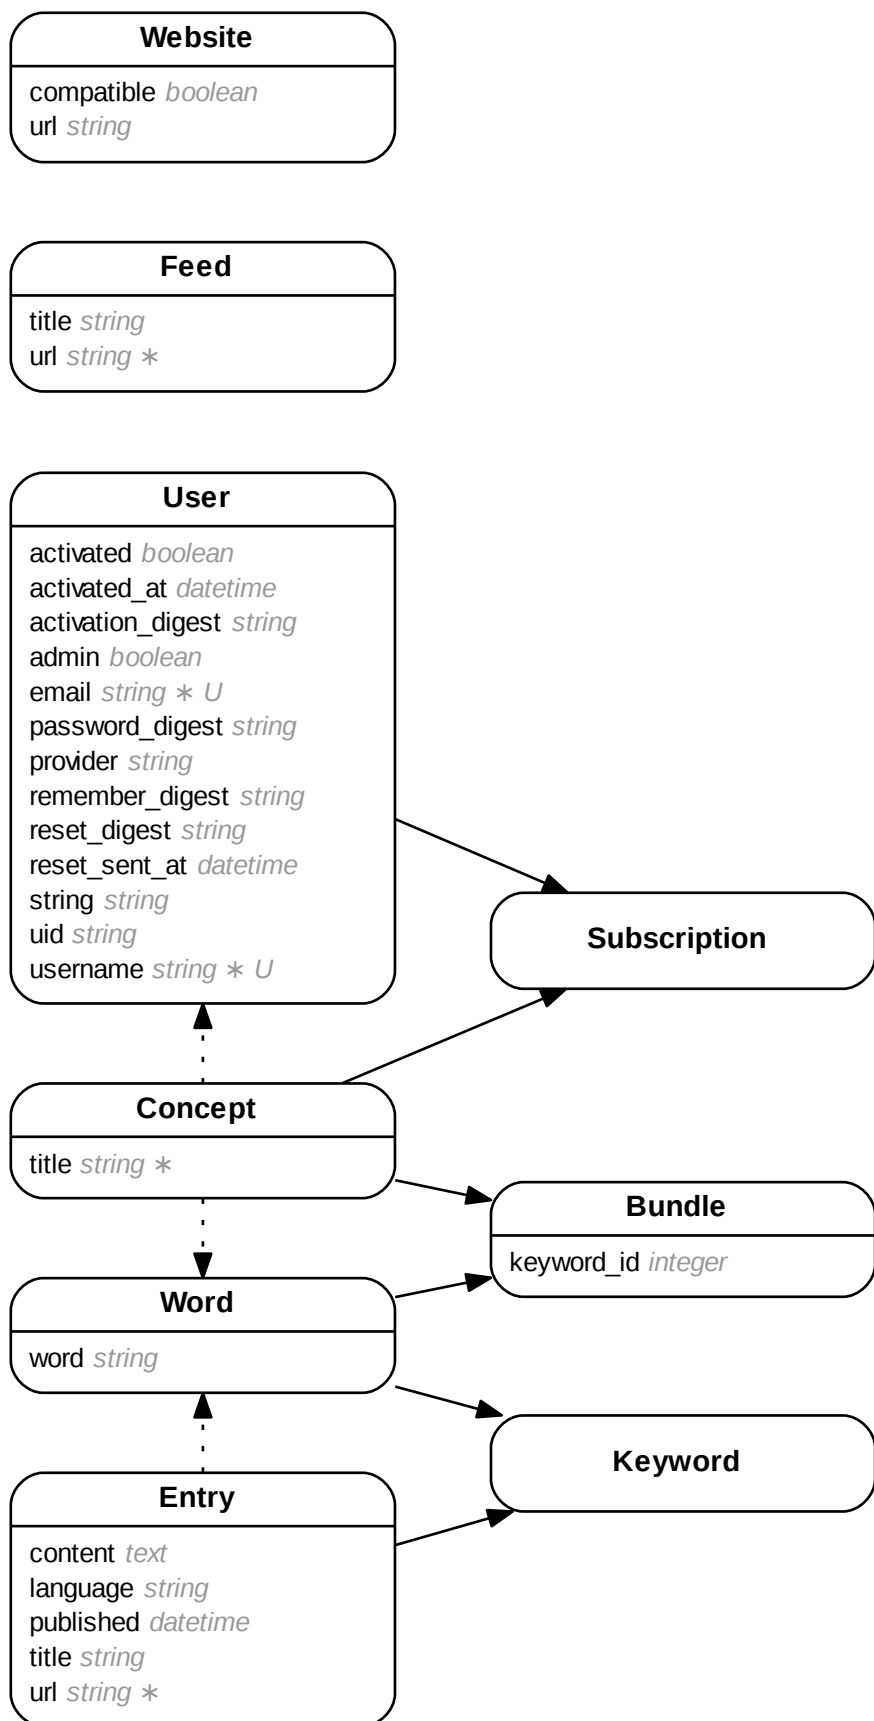 Website
compatible boolean
url string
Feed
title string
url string ∗
User
activated boolean
activated_at datetime
activation_digest string
admin boolean
email string ∗ U
password_digest string
provider string
remember_digest string
reset_digest string
reset_sent_at datetime
string string
uid string
username string ∗ U
Subscription
Concept
title string ∗
Bundle
keyword_id integer
Word
word string
Keyword
Entry
content text
language string
published datetime
title string
url string ∗